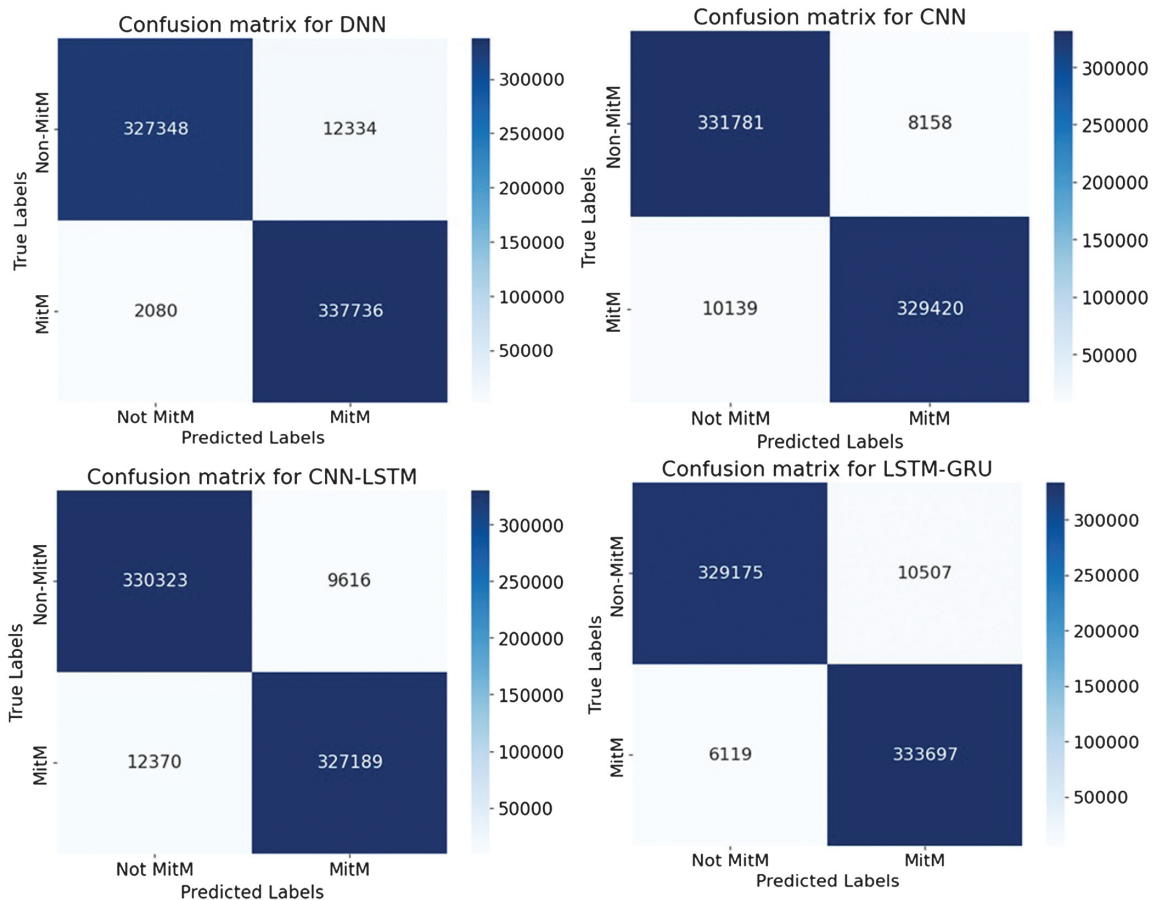 Confusion matrix for DNN
True Labels
Non-MitM
MitM
327348
12334
2080
337736
Not MitM
MitM
Predicted Labels
300000
250000
200000
150000
100000
50000
Confusion matrix for CNN
True Labels
Non-MitM
MitM
331781
8158
10139
329420
Not MitM
MitM
Predicted Labels
300000
250000
200000
150000
100000
50000
Confusion matrix for CNN-LSTM
True Labels
Non-MitM
MitM
330323
9616
12370
327189
Not MitM
MitM
Predicted Labels
300000
250000
200000
150000
100000
50000
Confusion matrix for LSTM-GRU
True Labels
Non-MitM
MitM
329175
10507
6119
333697
Not MitM
MitM
Predicted Labels
300000
250000
200000
150000
100000
50000